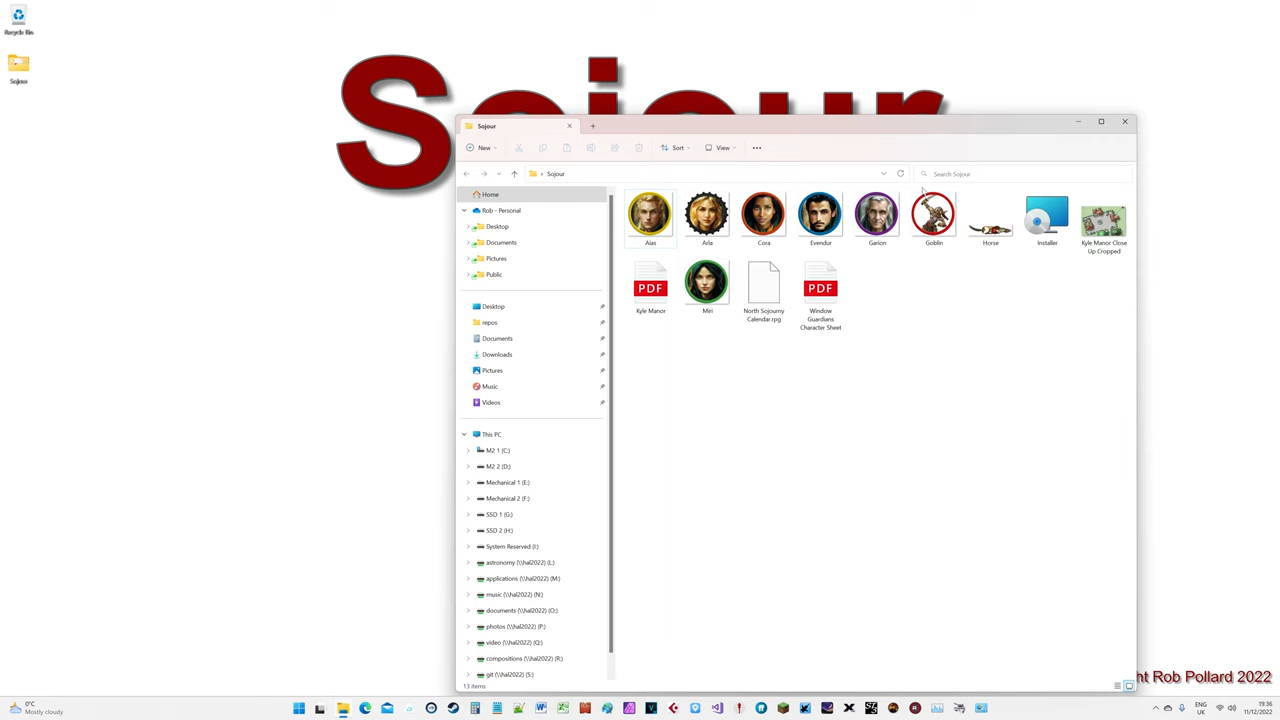 Recycle Bin
Sojour
Sojour
Sojour
New
Sort
View
Sojour
Search Sojour
Home
Rob - Personal
Desktop
Documents
Pictures
Public
Desktop
repos
Documents
Downloads
Pictures
Music
Videos
This PC
M2 1 (C:)
M2 2 (D:)
Mechanical 1 (E:)
Mechanical 2 (F:)
SSD 1 (G:)
SSD 2 (H:)
System Reserved (I:)
astronomy (\\hal2022) (L:)
applications (\\hal2022) (M:)
music (\\hal2022) (N:)
documents (\\hal2022) (O:)
photos (\\hal2022) (P:)
video (\\hal2022) (Q:)
compositions (\\hal2022) (R:)
git (\\hal2022) (S:)
Aias
Arla
Cora
Evendur
Garion
Goblin
Horse
Installer
Kyle Manor Close
Up Cropped
PDF
PDF
Kyle Manor
Miri
North Sojourny
Calendar.rpg
Window
Guardians
Character Sheet
13 items
ht Rob Pollard 2022
0°C
Mostly cloudy
ENG
UK
19:36
11/12/2022